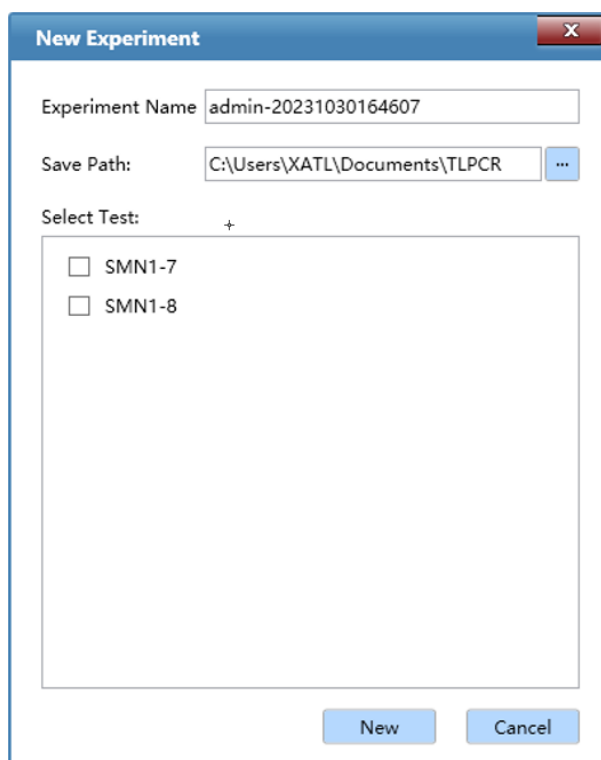 New Experiment
X
Experiment Name admin-20231030164607
Save Path: C:\Users\XATL\Documents\TLPCR ...
Select Test:
SMN1-7
SMN1-8
New Cancel